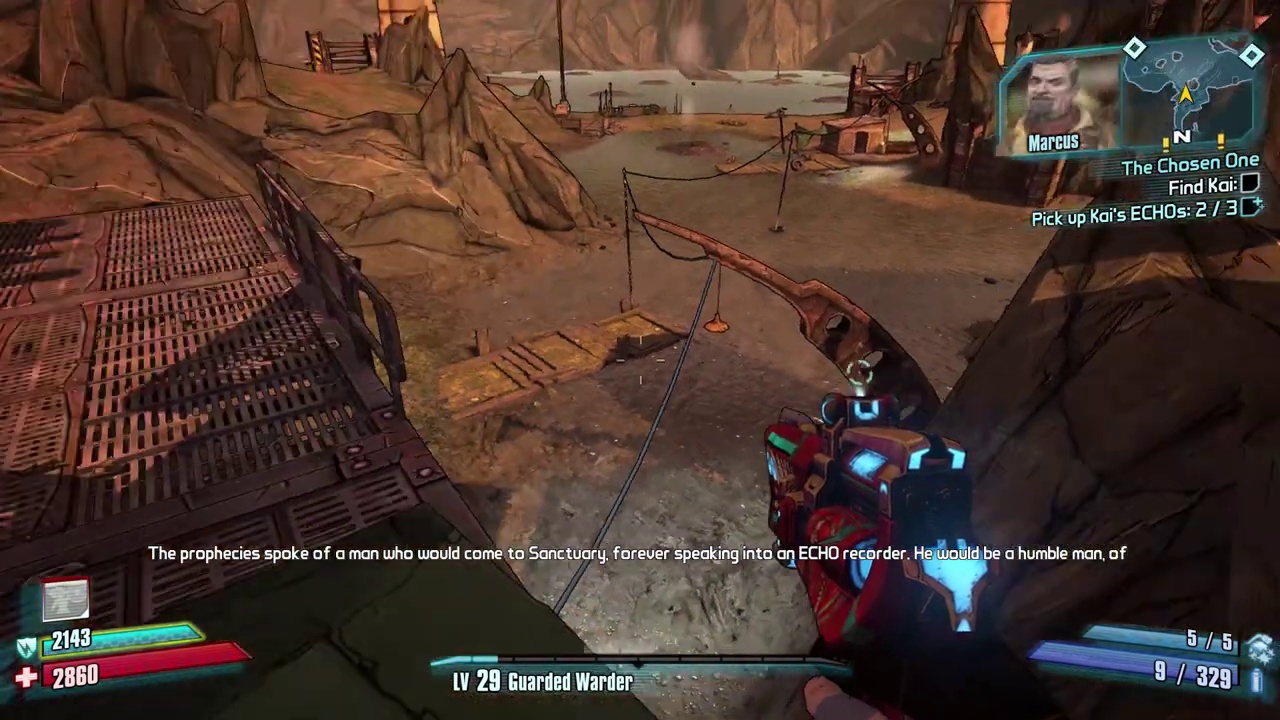 Marcus
N
The Chosen One
Find Kai:
Pick up Kai's ECHOs: 2 / 3
The prophecies spoke of a man who would come to Sanctuary, forever speaking into an ECHO recorder. He would be a humble man, of
2143
2860
LV 29 Guarded Warder
5 / 5
9 / 329